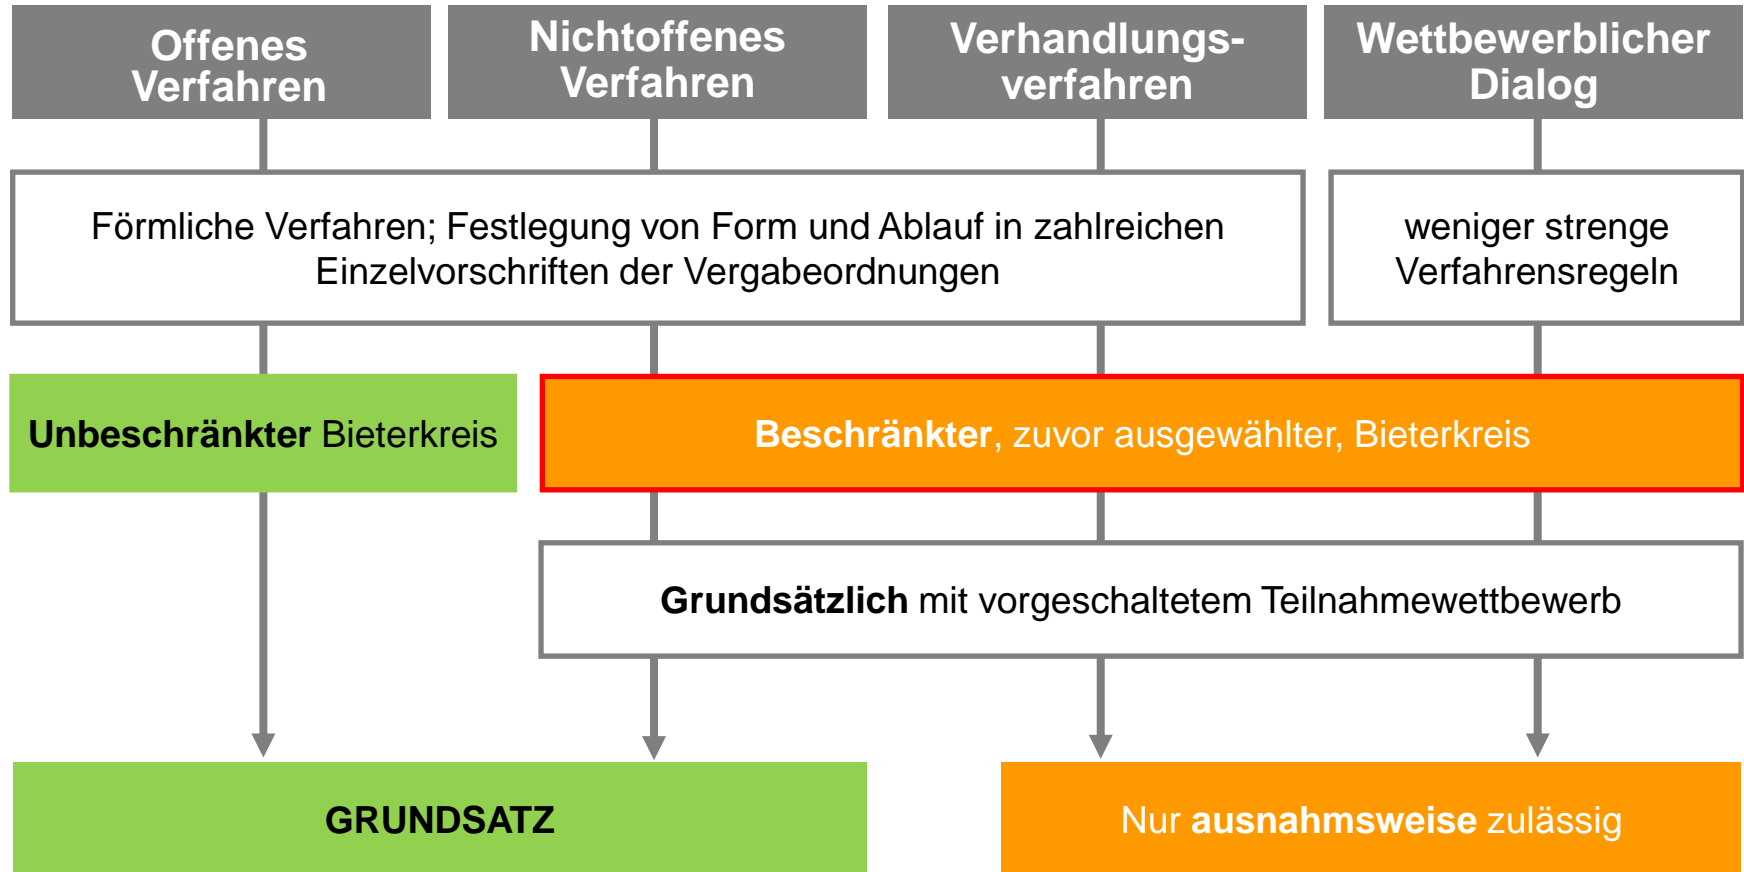 Offenes
Verfahren
Nichtoffenes
Verfahren
Verhandlungs-
verfahren
Wettbewerblicher
Dialog
Förmliche Verfahren; Festlegung von Form und Ablauf in zahlreichen
Einzelvorschriften der Vergabeordnungen
weniger strenge
Verfahrensregeln
Unbeschränkter Bieterkreis
Beschränkter, zuvor ausgewählter, Bieterkreis
Grundsätzlich mit vorgeschaltetem Teilnahmewettbewerb
GRUNDSATZ
Nur ausnahmsweise zulässig